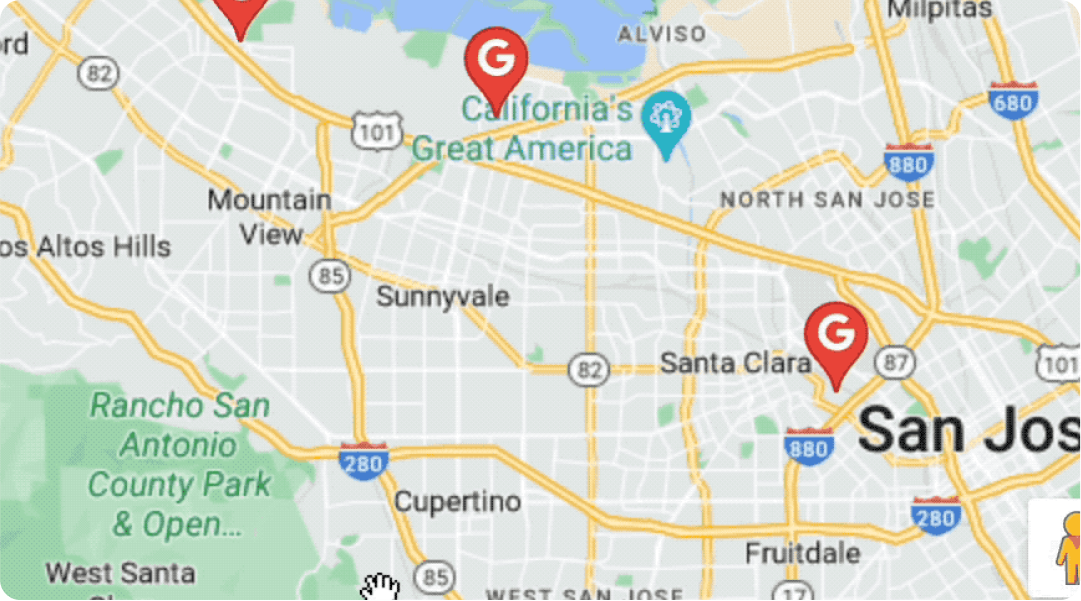 Milpitas
ALVISO
rd
82
G
680
California's
Great America
101
880
Mountain
View
NORTH SAN JOSE
os Altos Hills
85
Sunnyvale
G
82
Santa Clara
87
101
Rancho San
Antonio
County Park
& Open...
San Jos
880
280
Cupertino
280
Fruitdale
West Santa
85
WEST SAN JOSE
17